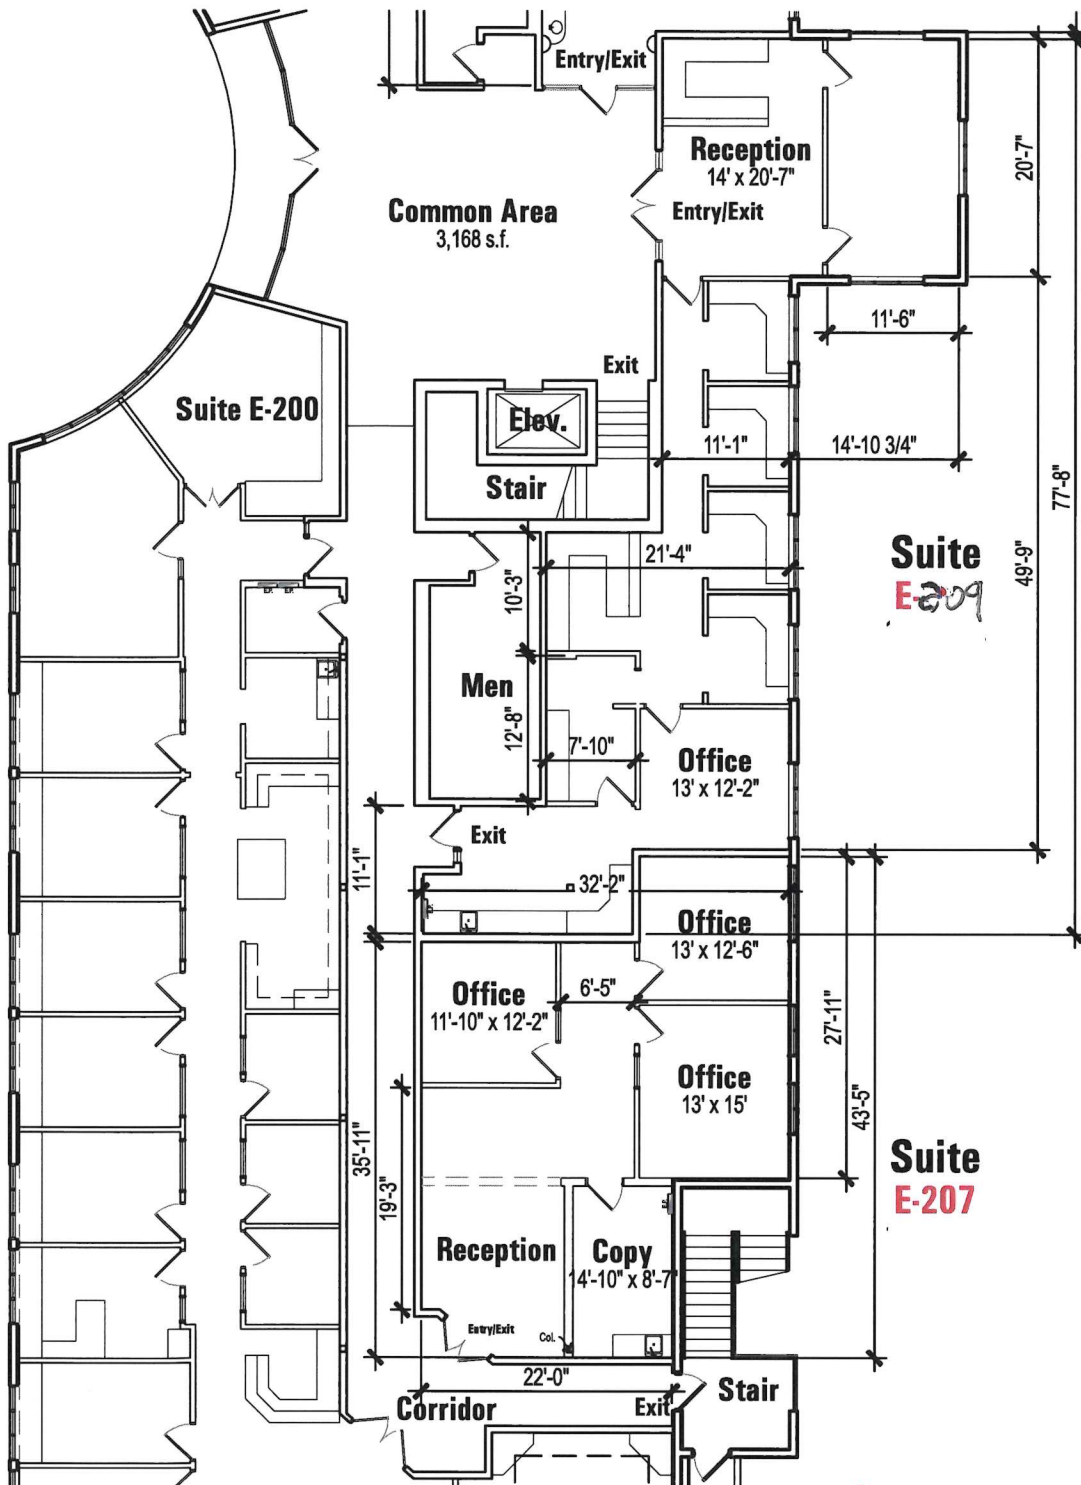 Entry/Exit
Reception
14' x 20'-7"
20'-7"
Common Area
3,168 s.f.
Entry/Exit
11'-6"
Exit
Suite E-200
Elev.
11'-1"
14'-10 3/4"
Stair
77'-8"
Suite
E-209
49'-9"
21'-4"
10'-3"
E.P. E.P.
Men
12'-8"
7'-10"
Office
13' x 12'-2"
Exit
11'-1"
32'-2"
Office
13' x 12'-6"
Office
11'-10" x 12'-2"
6'-5"
27'-11"
Office
13' x 15'
43'-5"
35'-11"
19'-3"
Suite
E-207
Reception
Copy
14'-10" x 8'-7"
Entry/Exit
Col.
22'-0"
Stair
Corridor
Exit